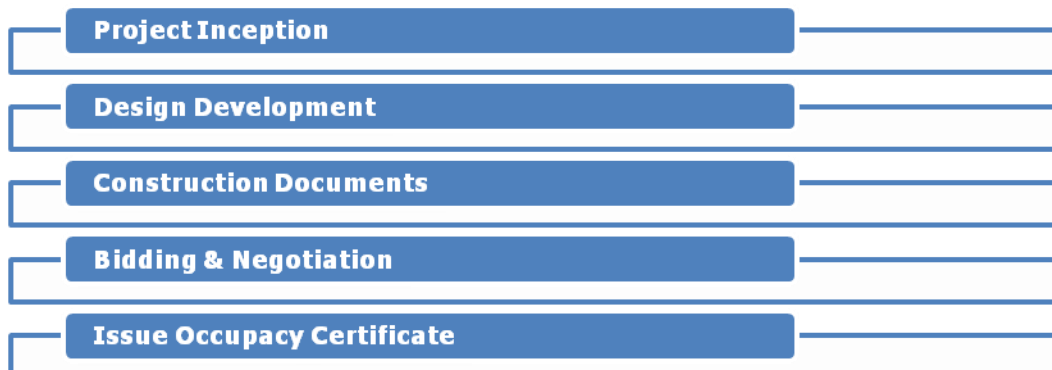 Project Inception
Design Development
Construction Documents
Bidding & Negotiation
Issue Occupacy Certificate